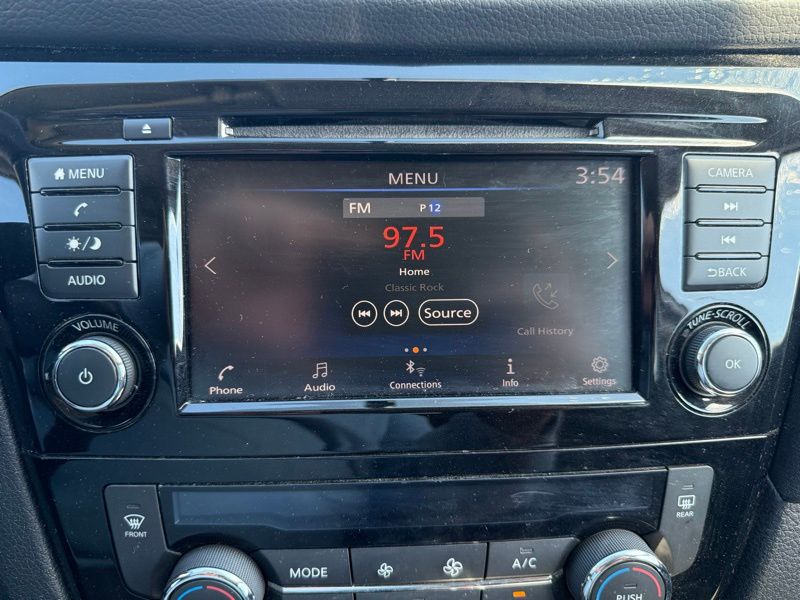 MENU
AUDIO
VOLUME
MENU 3:54
FM P 12
97.5
FM
Home
Classic Rock
Source
Call History
Phone Audio Connections Info Settings
CAMERA
BACK
TUNE·SCROLL
OK
FRONT
MODE
A/C
REAR
PUSH